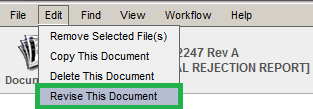 File Edit Find View Workflow Help
Remove Selected File(s)
Copy This Document
Delete This Document
Revise This Document
2247 Rev A
L REJECTION REPORT]
Docum